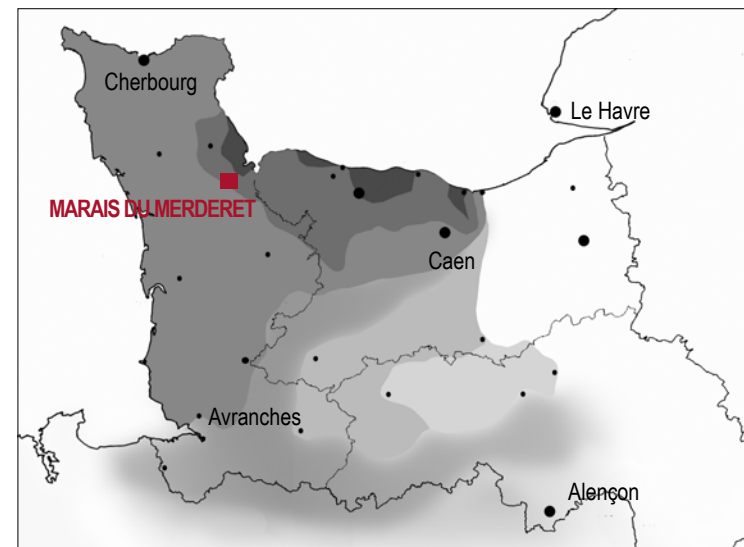 Cherbourg
Le Havre
MARAIS DU MERDERET
Caen
Avranches
Alençon